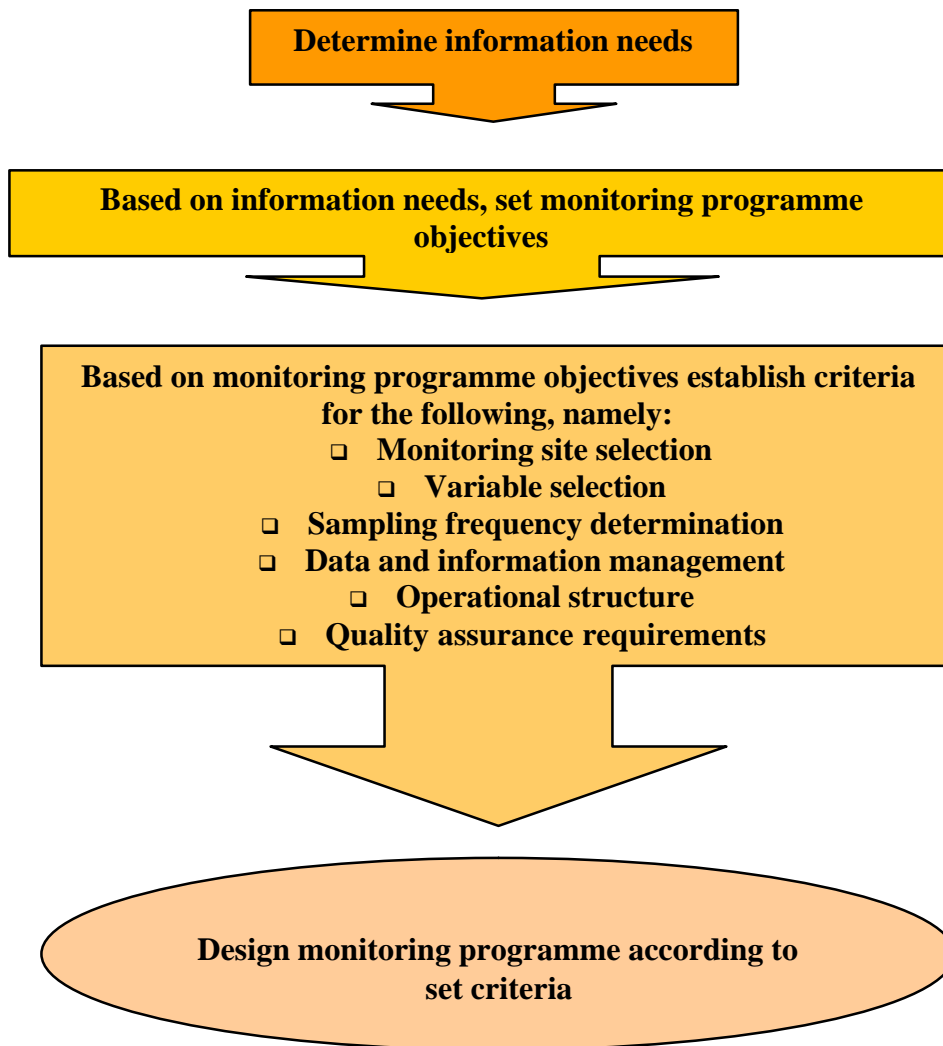 Determine information needs
Based on information needs, set monitoring programme
objectives
Based on monitoring programme objectives establish criteria
for the following, namely:
❑ Monitoring site selection
❑ Variable selection
❑ Sampling frequency determination
❑ Data and information management
❑ Operational structure
❑ Quality assurance requirements
Design monitoring programme according to
set criteria